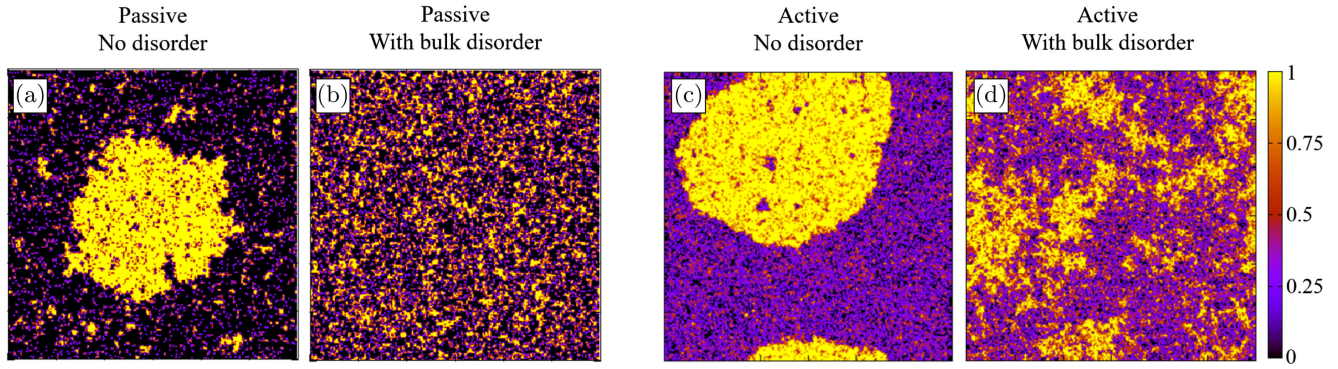 Passive
No disorder
Passive
With bulk disorder
Active
No disorder
Active
With bulk disorder
(a)
(b)
(c)
(d)
1
0.75
0.5
0.25
0